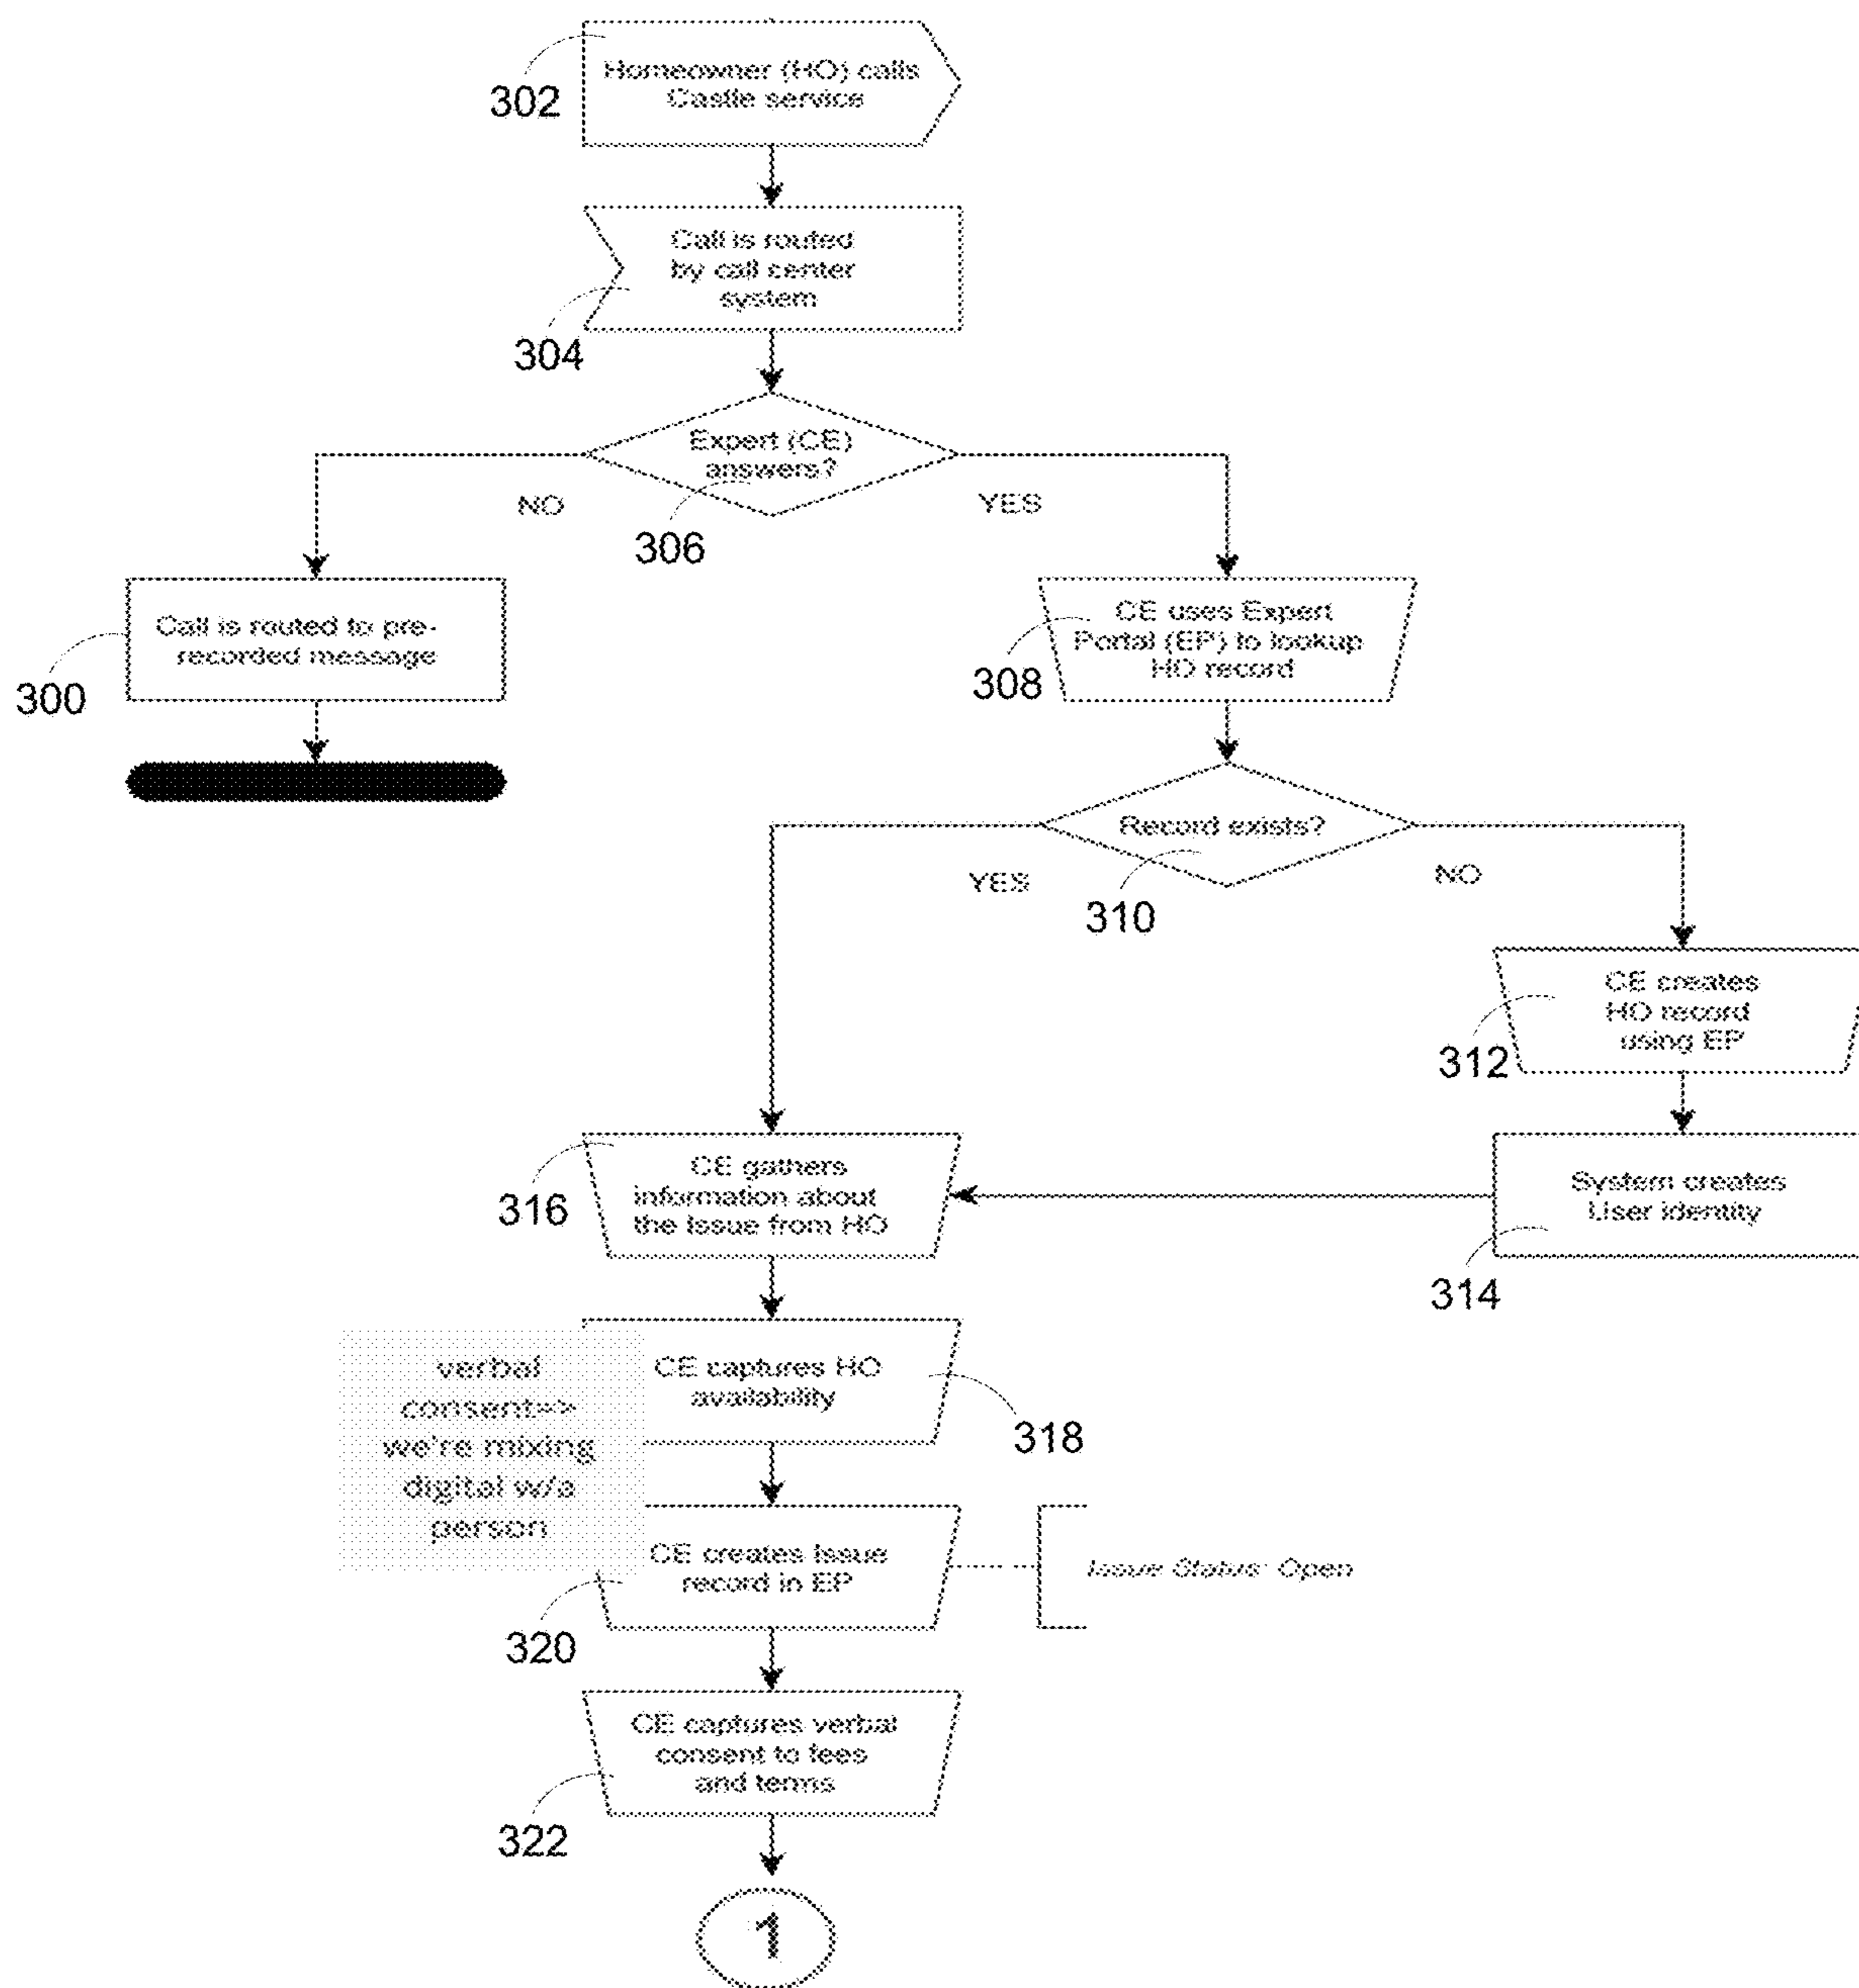 Homeowner (HO) calls
Castle service
302
Call is routed
by call center
system
304
Expert (CE)
answers?
NO
YES
306
Call is routed to pre-
recorded message
300
CE uses Expert
Portal (EP) to lookup
HO record
308
Record exists?
YES
NO
310
CE creates
HO record
using EP
312
CE gathers
information about
the Issue from HO
316
System creates
User identity
314
verbal
consent=>
we're mixing
digital w/a
person
CE captures HO
availability
318
CE creates Issue
record in EP
Issue Status: Open
320
CE captures verbal
consent to fees
and terms
322
1